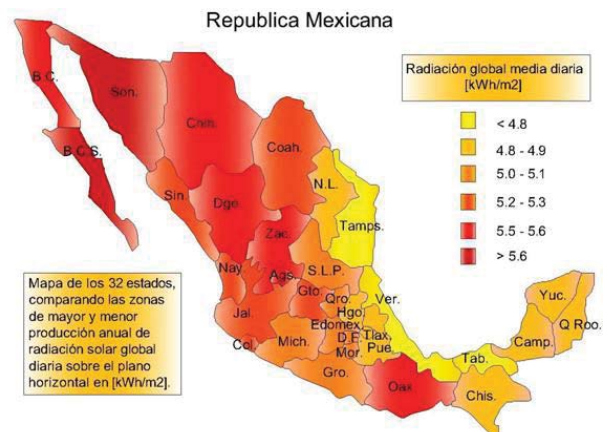 Republica Mexicana
Radiación global media diaria
[kWh/m2]
< 4.8
4.8 - 4.9
5.0 - 5.1
5.2 - 5.3
5.5 - 5.6
> 5.6
B.C.
Son.
Chih.
B.C.S.
Coah.
Sin.
N.L.
Dgo.
Tamps.
Zac.
Nay.
Ags.
S.L.P.
Gto.
Qro.
Ver.
Hgo.
Jal.
Edomex.
D.F.
Tlax.
Col.
Mich.
Mor.
Pue.
Gro.
Oax.
Tab.
Chis.
Camp.
Yuc.
Q Roo.
Mapa de los 32 estados,
comparando las zonas
de mayor y menor
producción anual de
radiación solar global
diaria sobre el plano
horizontal en [kWh/m2].